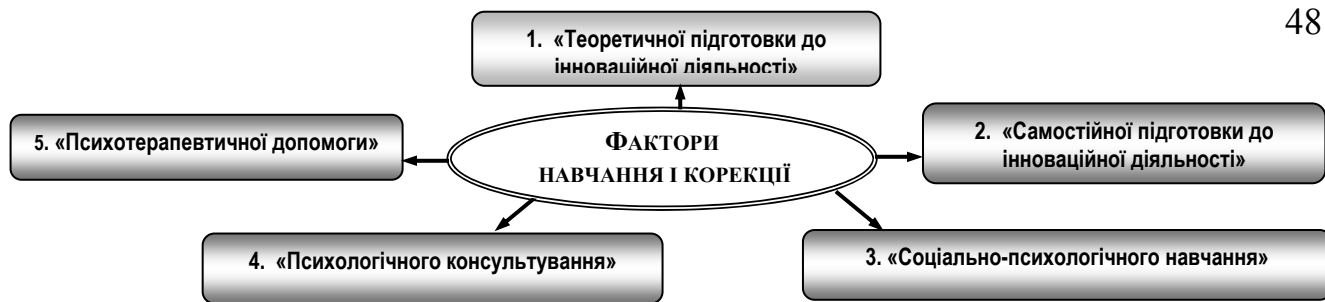 48
1. «Теоретичної підготовки до
інноваційної діяльності»
5. «Психотерапевтичної допомоги»
ФАКТОРИ
НАВЧАННЯ І КОРЕКЦІЇ
2. «Самостійної підготовки до
інноваційної діяльності»
4. «Психологічного консультування»
3. «Соціально-психологічного навчання»